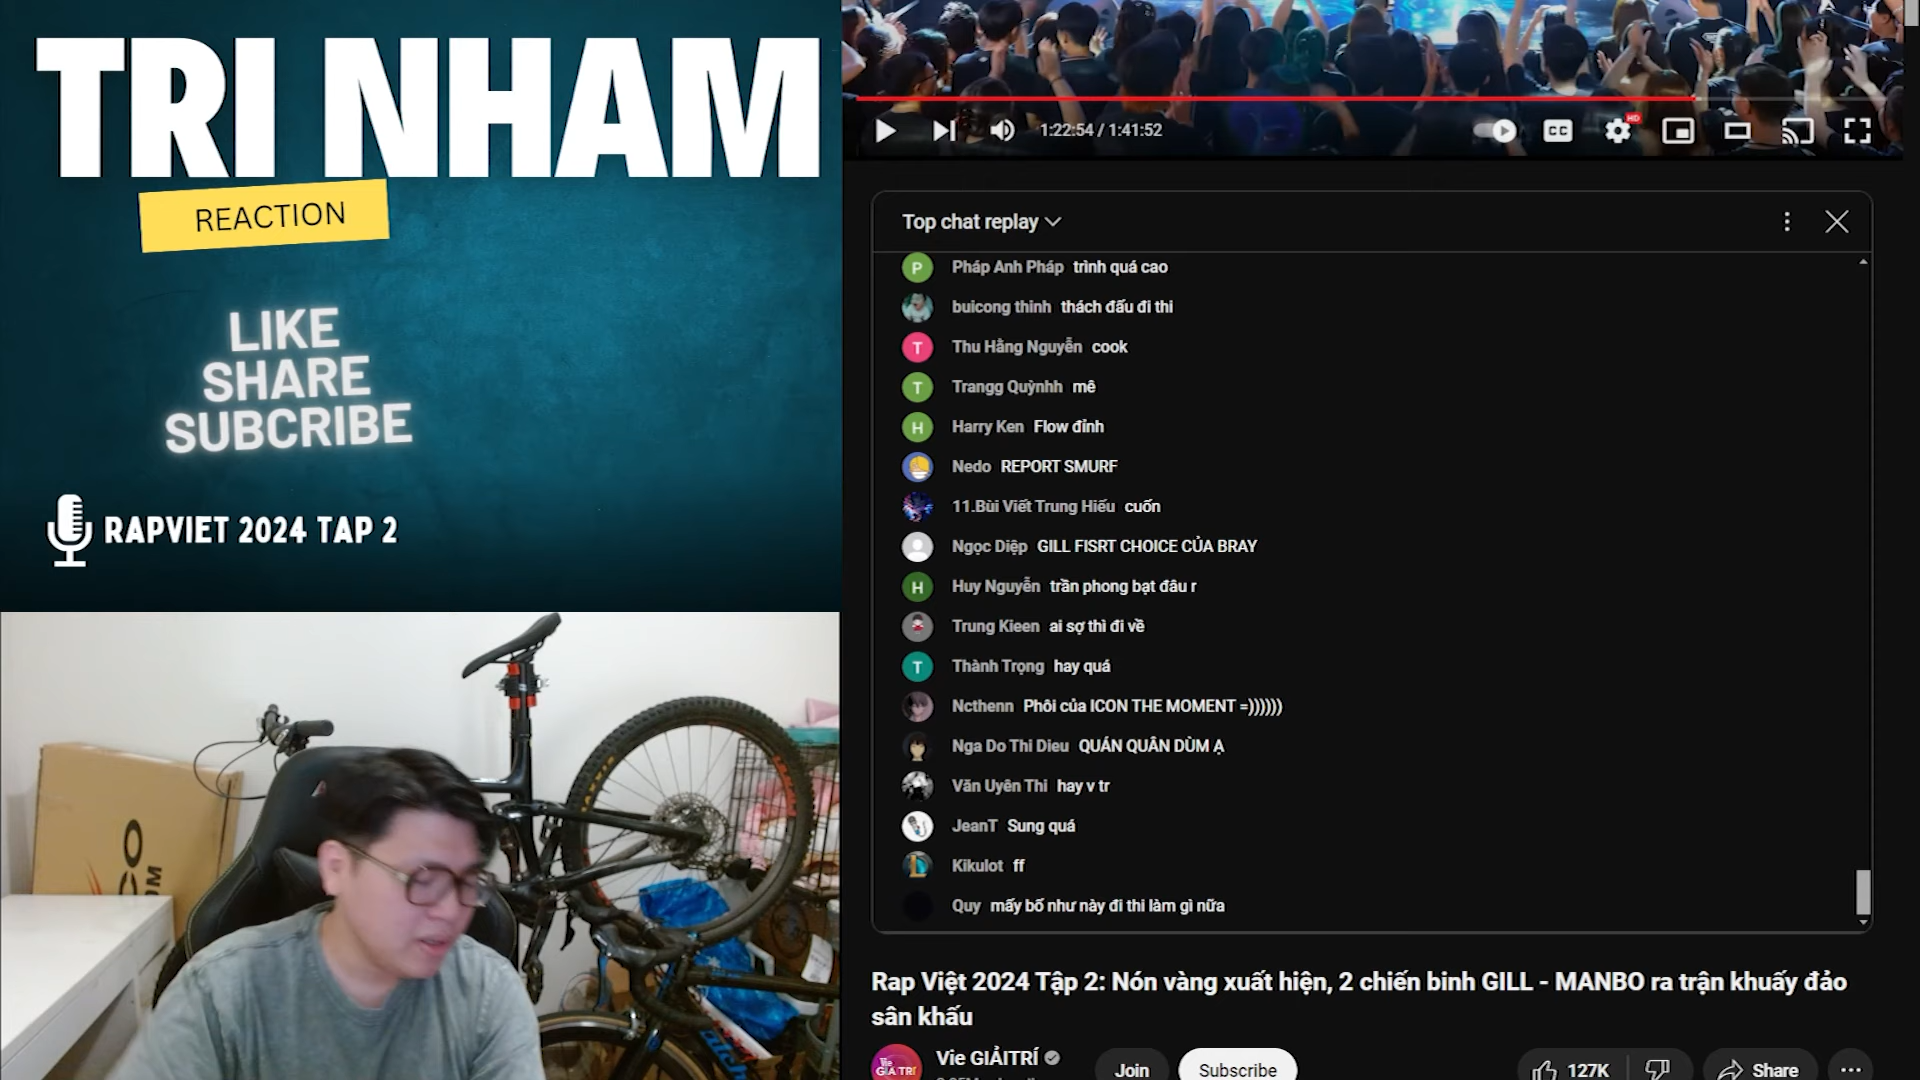 TRI NHAM
REACTION
LIKE
SHARE
SUBCRIBE
RAPVIET 2024 TAP 2
1:22:54 / 1:41:52
CC
HD
Top chat replay
P Pháp Anh Pháp trình quá cao
buicong thinh thách đấu đi thi
T Thu Hằng Nguyễn cook
T Trangg Quỳnhh mê
H Harry Ken Flow đỉnh
Nedo REPORT SMURF
11.Bùi Viết Trung Hiếu cuốn
Ngọc Diệp GILL FISRT CHOICE CỦA BRAY
H Huy Nguyễn trần phong bạt đâu r
Trung Kieen ai sợ thì đi về
T Thành Trọng hay quá
Ncthenn Phôi của ICON THE MOMENT =))))))
Nga Do Thi Dieu QUÁN QUÂN DÙM Ạ
Văn Uyên Thi hay v tr
JeanT Sung quá
Kikulot ff
Quy mấy bố như này đi thi làm gì nữa
Rap Việt 2024 Tập 2: Nón vàng xuất hiện, 2 chiến binh GILL - MANBO ra trận khuấy đảo
sân khấu
Vie GIẢI TRÍ
Vie GIẢITRÍ
Join
Subscribe
127K
Share
MAXXIS